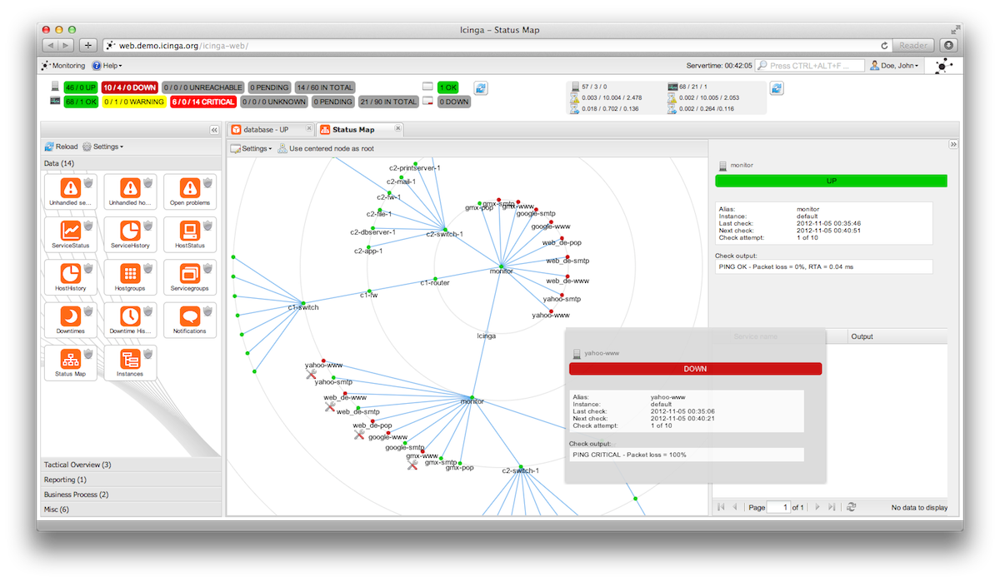 Icinga – Status Map
web.demo.icinga.org/icinga-web/
Reader
Monitoring
Help
Servertime: 00:42:05
Press CTRL+ALT+F ...
Doe, John
46 / 0 UP
10 / 4 / 0 DOWN
0 / 0 / 0 UNREACHABLE
0 PENDING
14 / 60 IN TOTAL
1 OK
68 / 1 OK
0 / 1 / 0 WARNING
6 / 0 / 14 CRITICAL
0 / 0 / 0 UNKNOWN
0 PENDING
21 / 90 IN TOTAL
0 DOWN
57 / 3 / 0
68 / 21 / 1
0.003 / 10.004 / 2.478
0.002 / 10.005 / 2.053
0.018 / 0.702 / 0.136
0.002 / 0.264 /0.116
Reload
Settings
Data (14)
Unhandled se...
Unhandled ho...
Open problems
ServiceStatus
ServiceHistory
HostStatus
HostHistory
Hostgroups
Servicegroups
Downtimes
Downtime His...
Notifications
Status Map
Instances
Tactical Overview (3)
Reporting (1)
Business Process (2)
Misc (6)
database - UP
Status Map
Settings
Use centered node as root
c2-printserver-1
c2-mail-1
c2-fw-1
c2-file-1
c2-dbserver-1
c2-app-1
c2-switch-1
gmx-pop
gmx-smtp
gmx-www
google-smtp
google-www
web_de-pop
web_de-smtp
web_de-www
yahoo-smtp
yahoo-www
monitor
c1-router
c1-fw
c1-switch
Icinga
yahoo-www
yahoo-smtp
web_de-www
web_de-smtp
web_de-pop
google-www
google-smtp
gmx-www
gmx-smtp
gmx-pop
monitor
c2-switch-1
monitor
UP
Alias: monitor
Instance: default
Last check: 2012-11-05 00:35:46
Next check: 2012-11-05 00:40:51
Check attempt: 1 of 10
Check output:
PING OK - Packet loss = 0%, RTA = 0.04 ms
Service name
Output
yahoo-www
DOWN
Alias: yahoo-www
Instance: default
Last check: 2012-11-05 00:35:06
Next check: 2012-11-05 00:40:21
Check attempt: 1 of 10
Check output:
PING CRITICAL - Packet loss = 100%
Page 1 of 1
No data to display